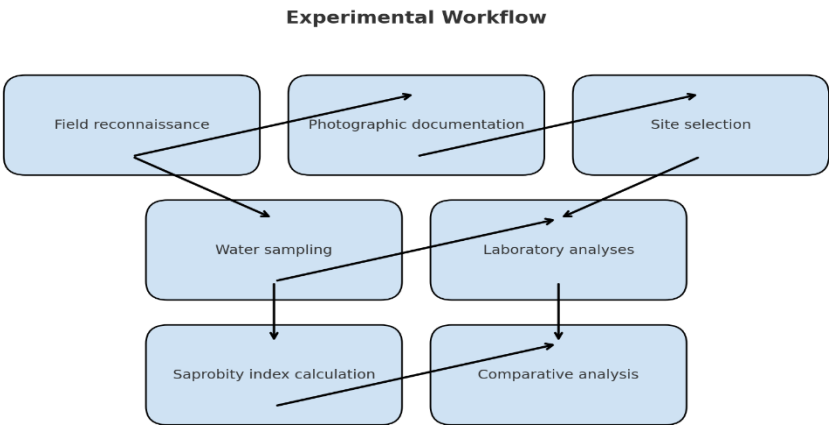 Experimental Workflow
Field reconnaissance
Photographic documentation
Site selection
Water sampling
Laboratory analyses
Saprobity index calculation
Comparative analysis